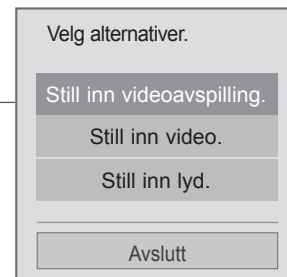 Velg alternativer.
Still inn videoavspilling.
Still inn video.
Still inn lyd.
Avslutt